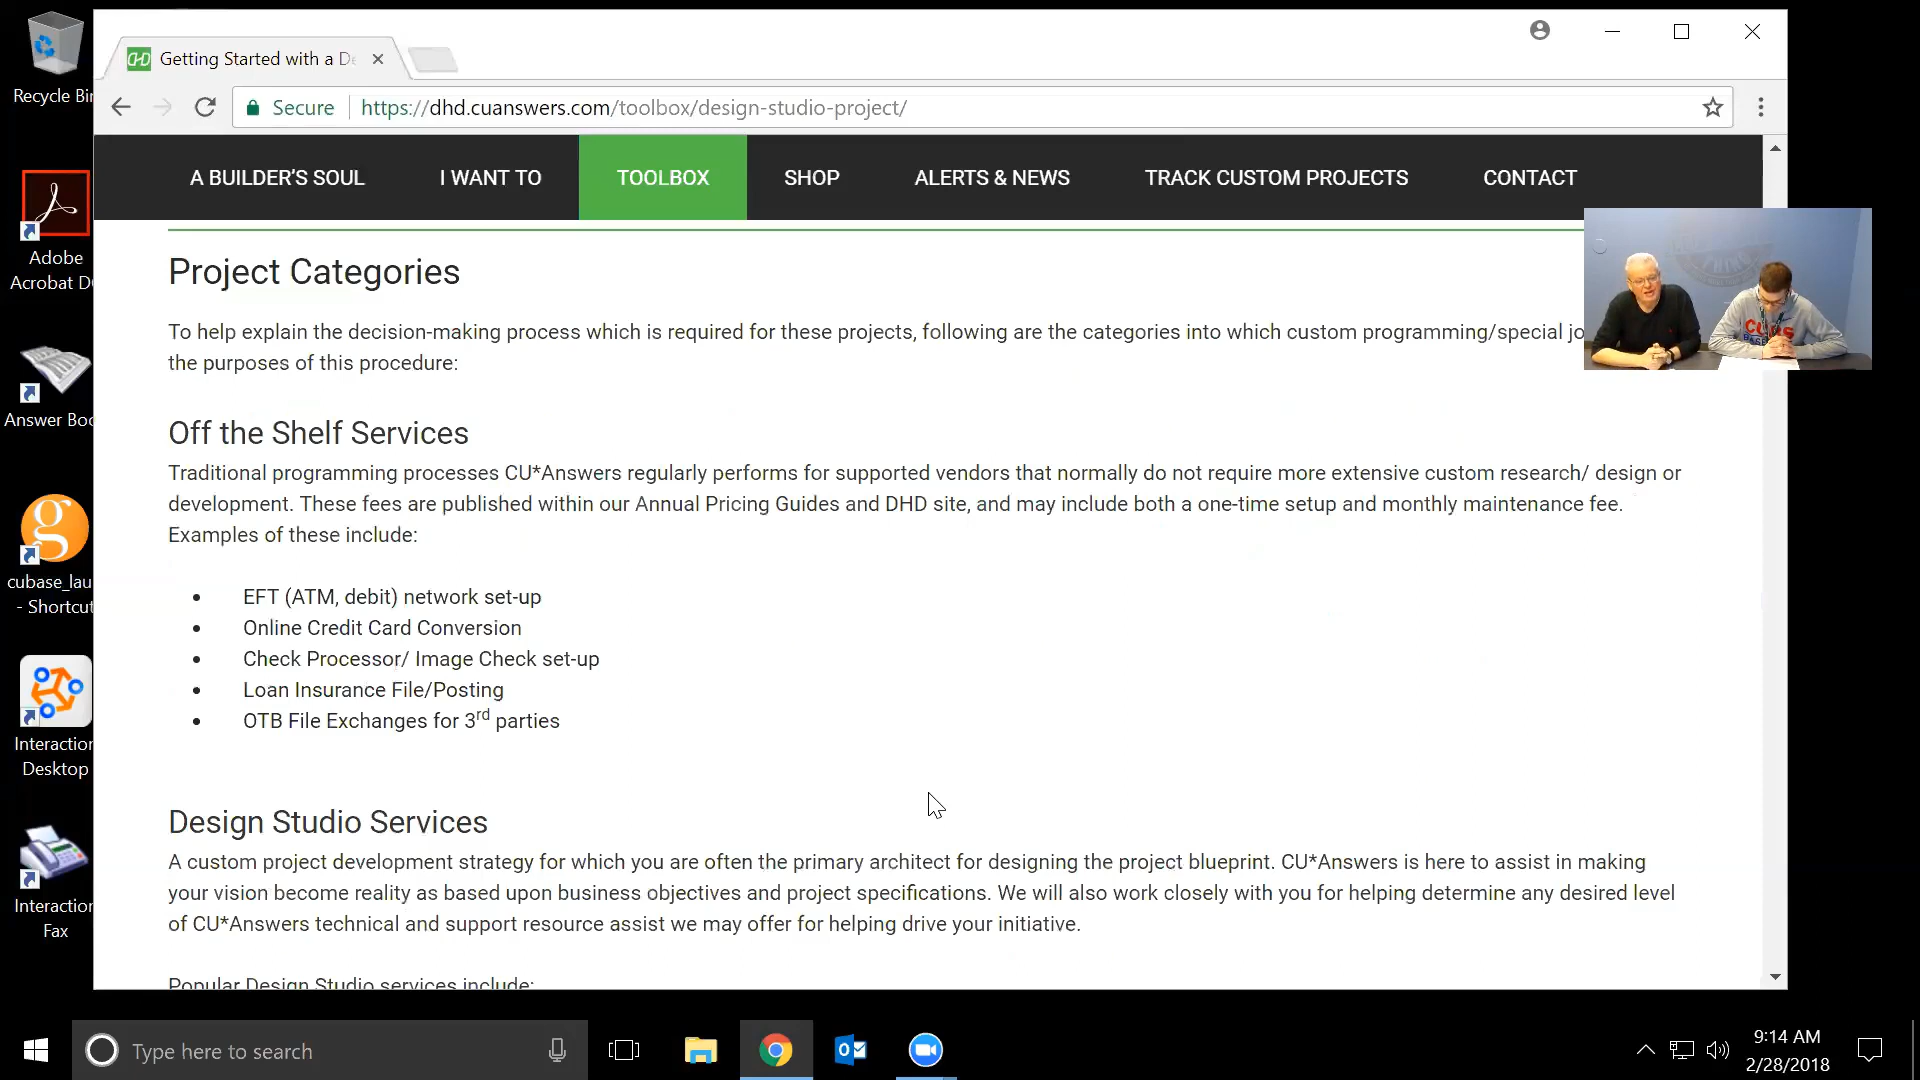 Recycle Bin
Adobe
Acrobat D
Answer Boo
cubase_lau
- Shortcut
Interaction
Desktop
Interaction
Fax
Getting Started with a De
Secure
https://dhd.cuanswers.com/toolbox/design-studio-project/
A BUILDER'S SOUL
I WANT TO
TOOLBOX
SHOP
ALERTS & NEWS
TRACK CUSTOM PROJECTS
CONTACT
Project Categories
To help explain the decision-making process which is required for these projects, following are the categories into which custom programming/special jo
the purposes of this procedure:
Off the Shelf Services
Traditional programming processes CU*Answers regularly performs for supported vendors that normally do not require more extensive custom research/ design or
development. These fees are published within our Annual Pricing Guides and DHD site, and may include both a one-time setup and monthly maintenance fee.
Examples of these include:
• EFT (ATM, debit) network set-up
• Online Credit Card Conversion
• Check Processor/ Image Check set-up
• Loan Insurance File/Posting
• OTB File Exchanges for 3rd parties
Design Studio Services
A custom project development strategy for which you are often the primary architect for designing the project blueprint. CU*Answers is here to assist in making
your vision become reality as based upon business objectives and project specifications. We will also work closely with you for helping determine any desired level
of CU*Answers technical and support resource assist we may offer for helping drive your initiative.
Popular Design Studio services include:
CUBS
Type here to search
9:14 AM
2/28/2018